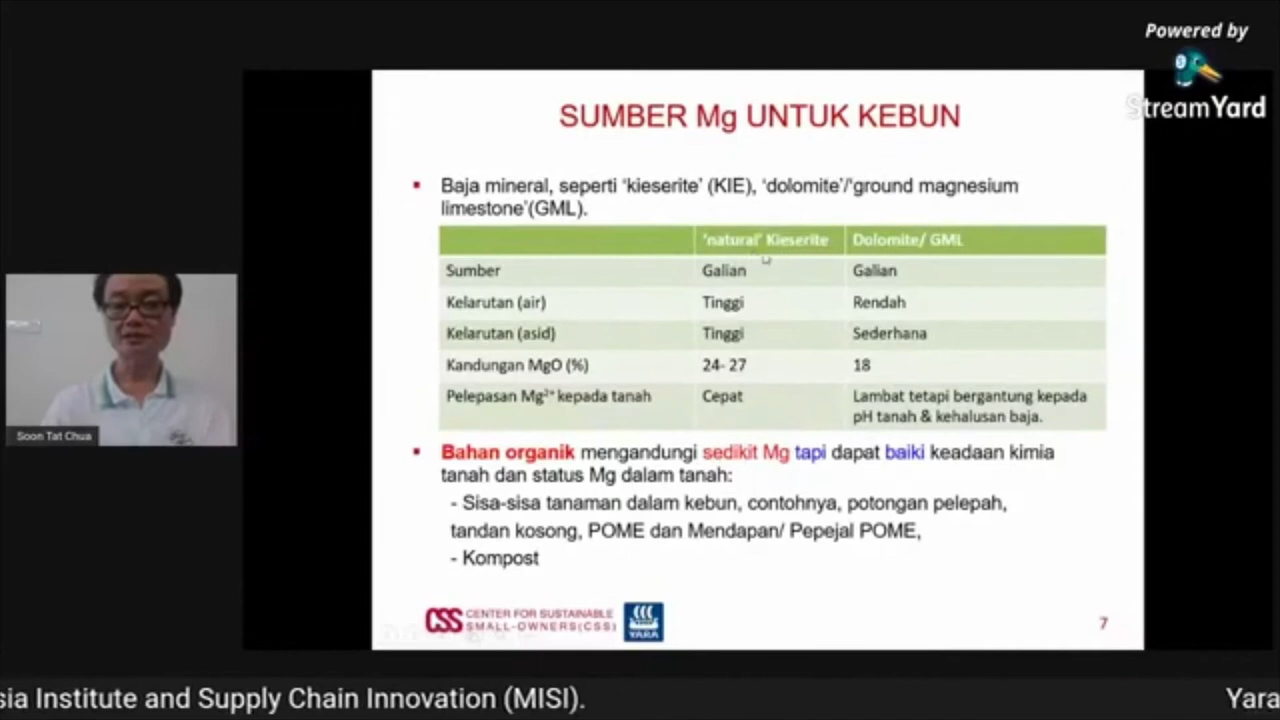 Powered by
StreamYard
SUMBER Mg UNTUK KEBUN
Baja mineral, seperti ‘kieserite’ (KIE), ‘dolomite’/‘ground magnesium
limestone’(GML).
‘natural’ Kieserite Dolomite/ GML
Sumber Galian Galian
Kelarutan (air) Tinggi Rendah
Kelarutan (asid) Tinggi Sederhana
Kandungan MgO (%) 24- 27 18
Pelepasan Mg²⁺ kepada tanah Cepat Lambat tetapi bergantung kepada
pH tanah & kehalusan baja.
Bahan organik mengandungi sedikit Mg tapi dapat baiki keadaan kimia
tanah dan status Mg dalam tanah:
- Sisa-sisa tanaman dalam kebun, contohnya, potongan pelepah,
tandan kosong, POME dan Mendapan/ Pepejal POME,
- Kompost
Soon Tat Chua
CSS CENTER FOR SUSTAINABLE
SMALL-OWNERS(CSS)
YARA
7
sia Institute and Supply Chain Innovation (MISI). Yara